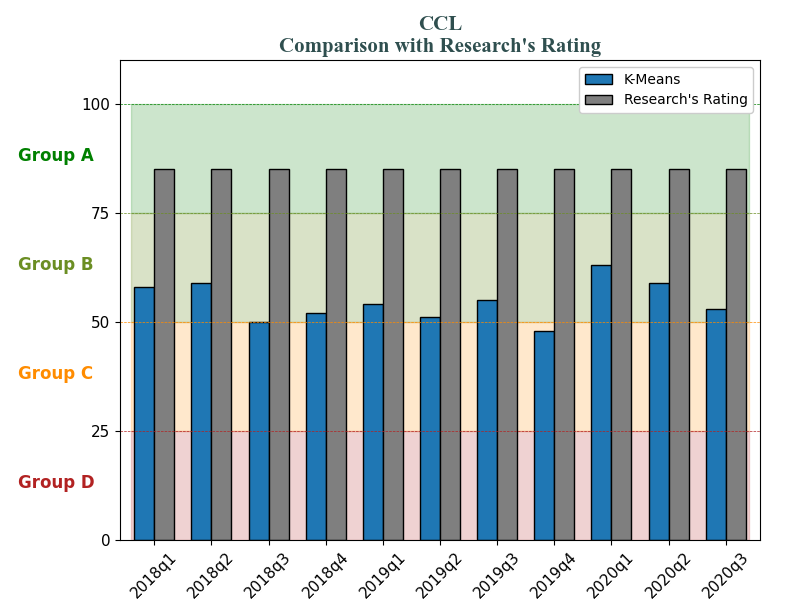 CCL
Comparison with Research's Rating
K-Means
Research's Rating
100
Group A
75
Group B
50
Group C
25
Group D
0
2018q1
2018q2
2018q3
2018q4
2019q1
2019q2
2019q3
2019q4
2020q1
2020q2
2020q3